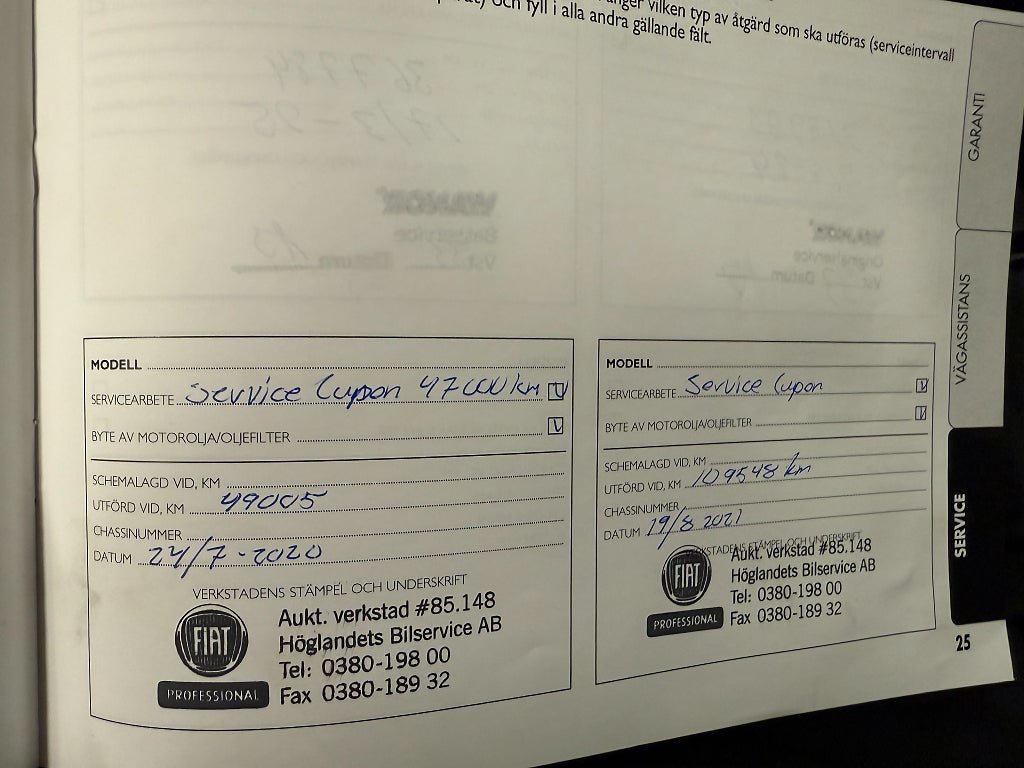 anger vilken typ av åtgärd som ska utföras (serviceintervall
och fyll i alla andra gällande fält.
GARANTI
VÄGASSISTANS
SERVICE
MODELL
SERVICEARBETE Service Cupon 47000 km
BYTE AV MOTOROLJA/OLJEFILTER
SCHEMALAGD VID, KM
UTFÖRD VID, KM 49005
CHASSINUMMER
DATUM 24/7-2020
VERKSTADENS STÄMPEL OCH UNDERSKRIFT
FIAT
PROFESSIONAL
Aukt. verkstad #85.148
Höglandets Bilservice AB
Tel: 0380-198 00
Fax 0380-189 32
MODELL
SERVICEARBETE Service Cupon
BYTE AV MOTOROLJA/OLJEFILTER
SCHEMALAGD VID, KM
UTFÖRD VID, KM 109548 km
CHASSINUMMER
DATUM 19/8 2021
VERKSTADENS STÄMPEL OCH UNDERSKRIFT
FIAT
PROFESSIONAL
Aukt. verkstad #85.148
Höglandets Bilservice AB
Tel: 0380-198 00
Fax 0380-189 32
25